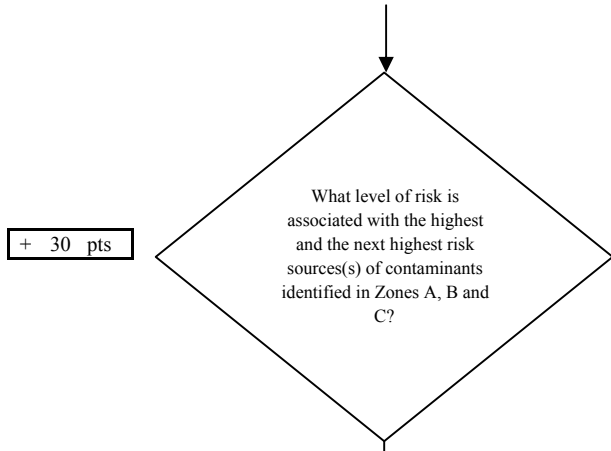 What level of risk is
associated with the highest
and the next highest risk
+ 30 pts
sources(s) of contaminants
identified in Zones A, B and
C?